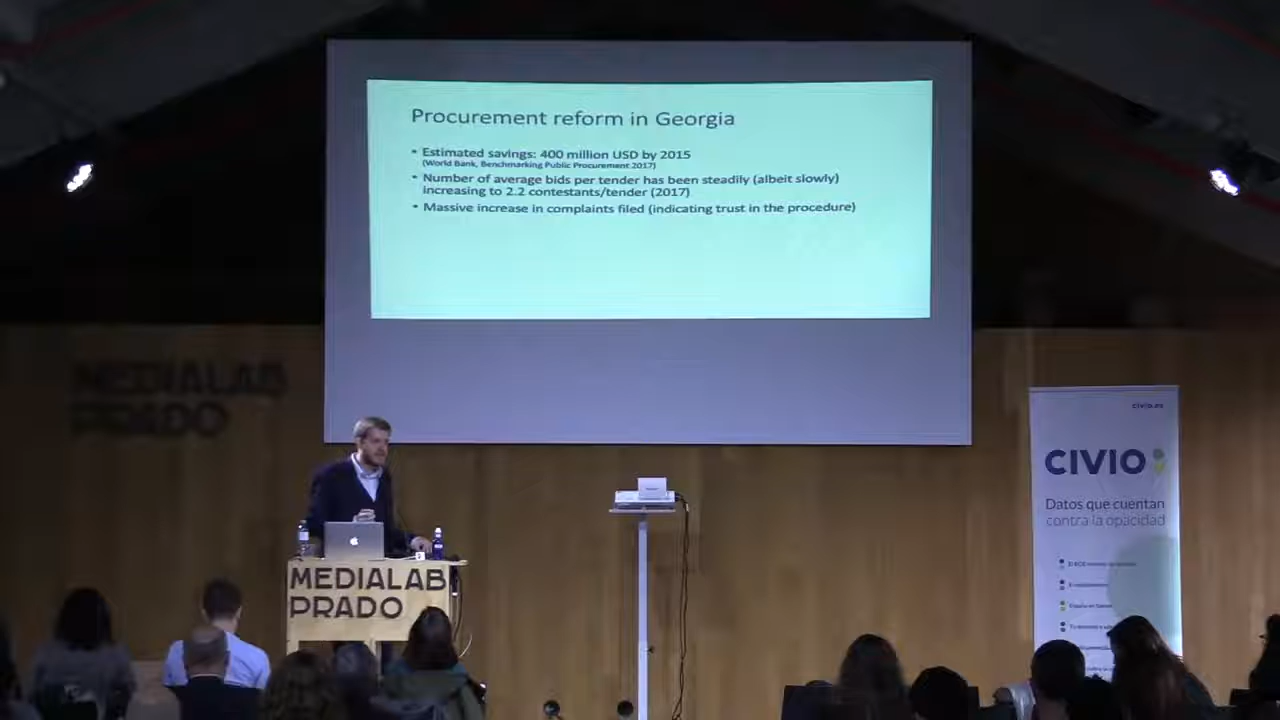 Procurement reform in Georgia
• Estimated savings: 400 million USD by 2015
(World Bank, Benchmarking Public Procurement 2017)
• Number of average bids per tender has been steadily (albeit slowly)
increasing to 2.2 contestants/tender (2017)
• Massive increase in complaints filed (indicating trust in the procedure)
MEDIALAB
PRADO
MEDIALAB
PRADO
civio.es
CIVIO
Datos que cuentan
contra la opacidad